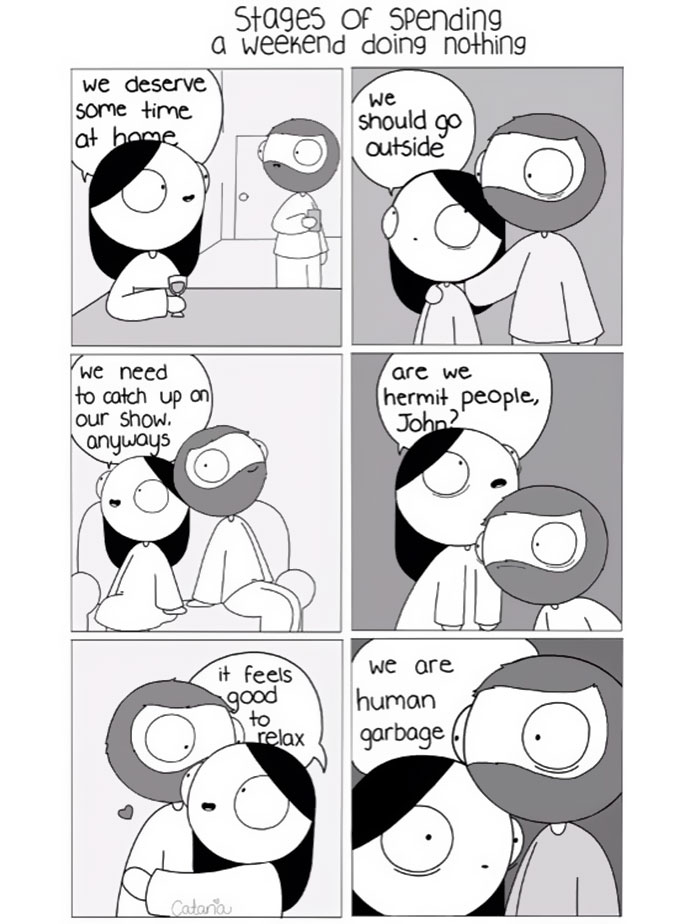 Stages of spending
a weekend doing nothing
we deserve
some time
at home
we need
to catch up on
our show.
anyways
it feels
good
to
relax
we
should go
outside
are we
hermit people,
John?
we are
human
garbage
Catania